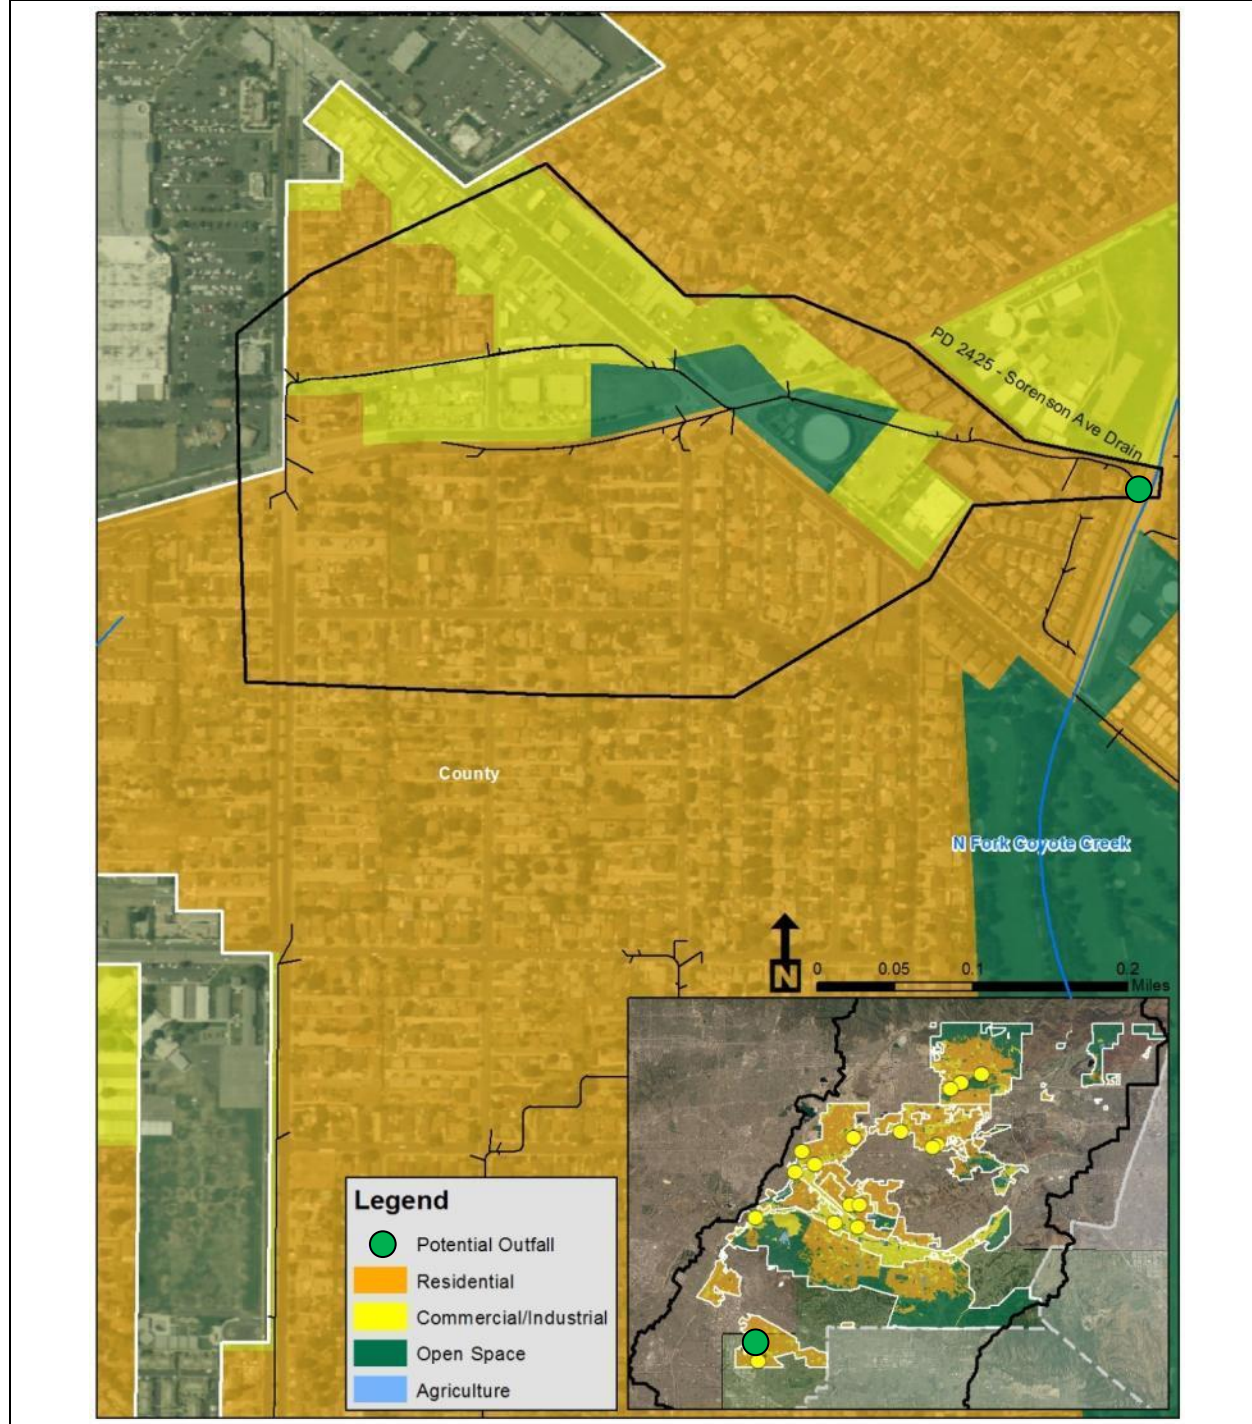 PD 2425 - Sorenson Ave Drain
County
N Fork Coyote Creek
N
0 0.05 0.1 0.2
Miles
Legend
Potential Outfall
Residential
Commercial/Industrial
Open Space
Agriculture